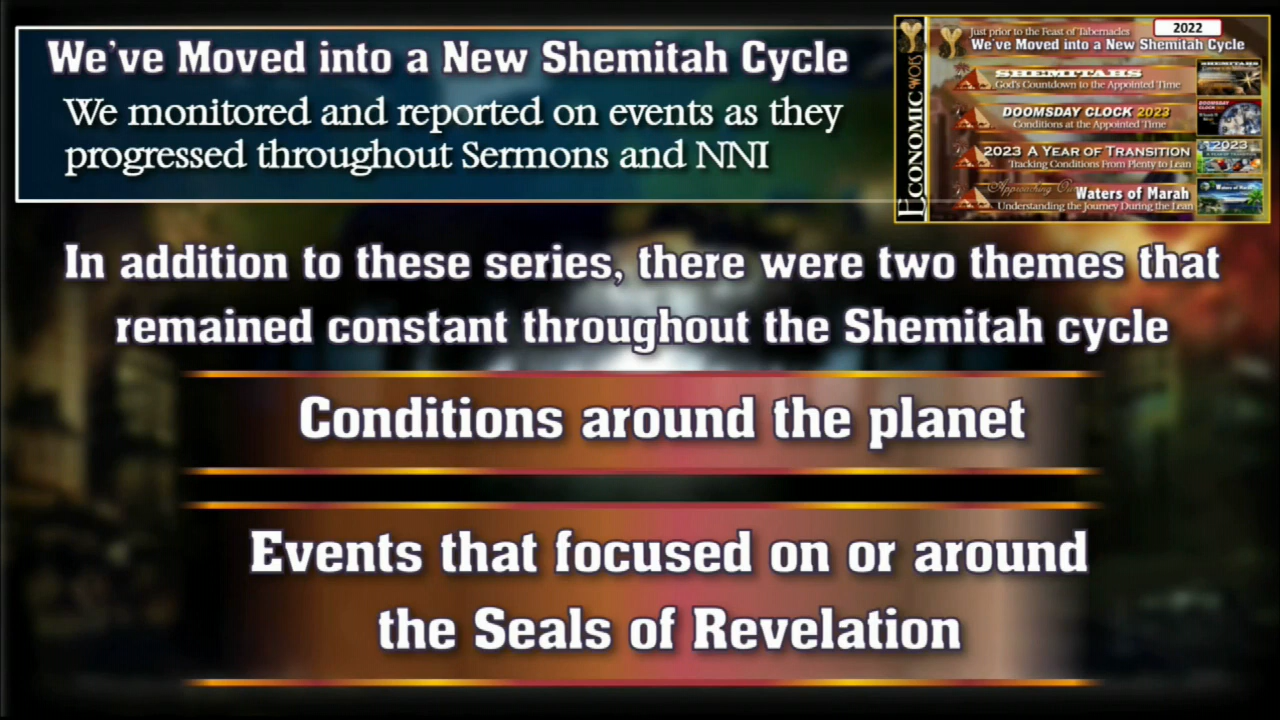 We've Moved into a New Shemitah Cycle
We monitored and reported on events as they
progressed throughout Sermons and NNI
ECONOMIC WOES
Just prior to the Feast of Tabernacles
2022
We've Moved into a New Shemitah Cycle
SHEMITAHS
God's Countdown to the Appointed Time
DOOMSDAY CLOCK 2023
Conditions at the Appointed Time
2023 A YEAR OF TRANSITION
Tracking Conditions From Plenty to Lean
Approaching Our
Waters of Marah
Understanding the Journey During the Lean
In addition to these series, there were two themes that
remained constant throughout the Shemitah cycle
Conditions around the planet
Events that focused on or around
the Seals of Revelation